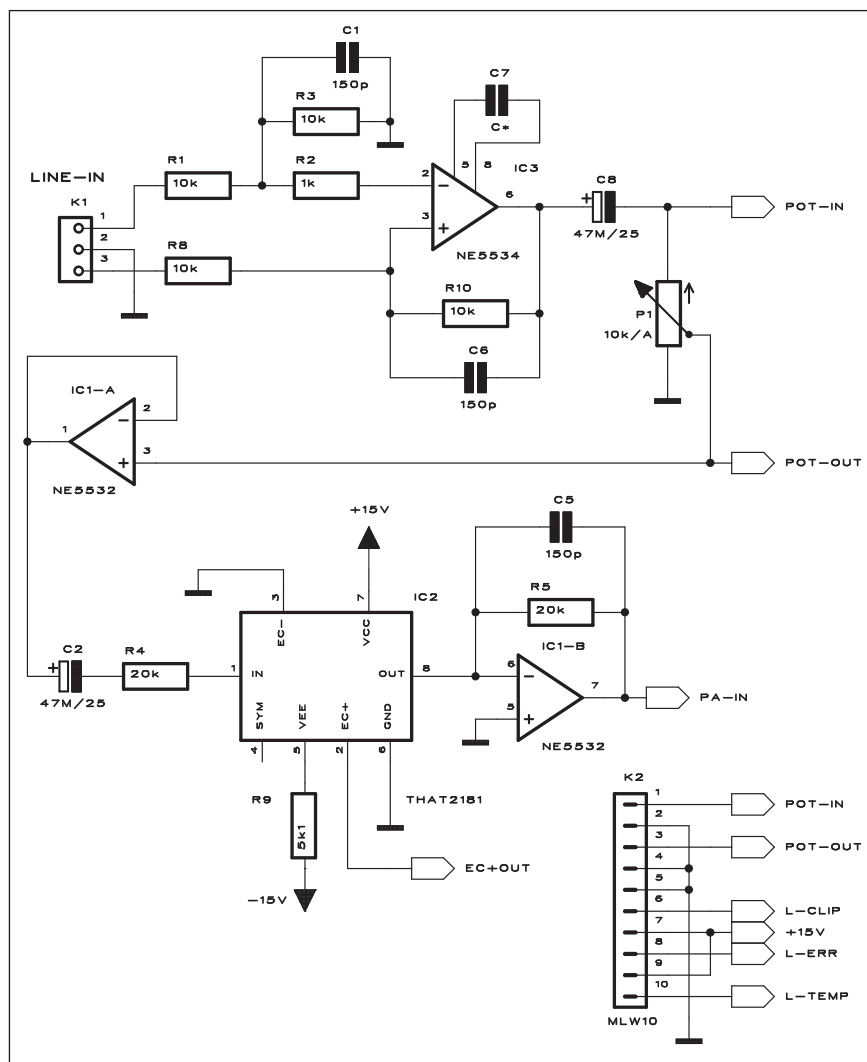 C1
150p
R3
10k
C7
C*
5
8
IC3
LINE-IN
K1
1
2
3
R1
10k
R2
1k
2
3
6
NE5534
C8
+
47M/25
POT-IN
R8
10k
R10
10k
C6
150p
P1
10k/A
IC1-A
1
2
3
NE5532
POT-OUT
+15V
C5
150p
3
7
IC2
R5
20k
EC-
VCC
IC1-B
C2
+
47M/25
R4
20k
1
IN
OUT
8
6
5
7
PA-IN
NE5532
SYM
VEE
EC+
GND
4
5
2
6
R9
5k1
THAT2181
-15V
EC+OUT
K2
1
POT-IN
2
3
POT-OUT
4
5
6
L-CLIP
7
+15V
8
L-ERR
9
10
L-TEMP
MLW10